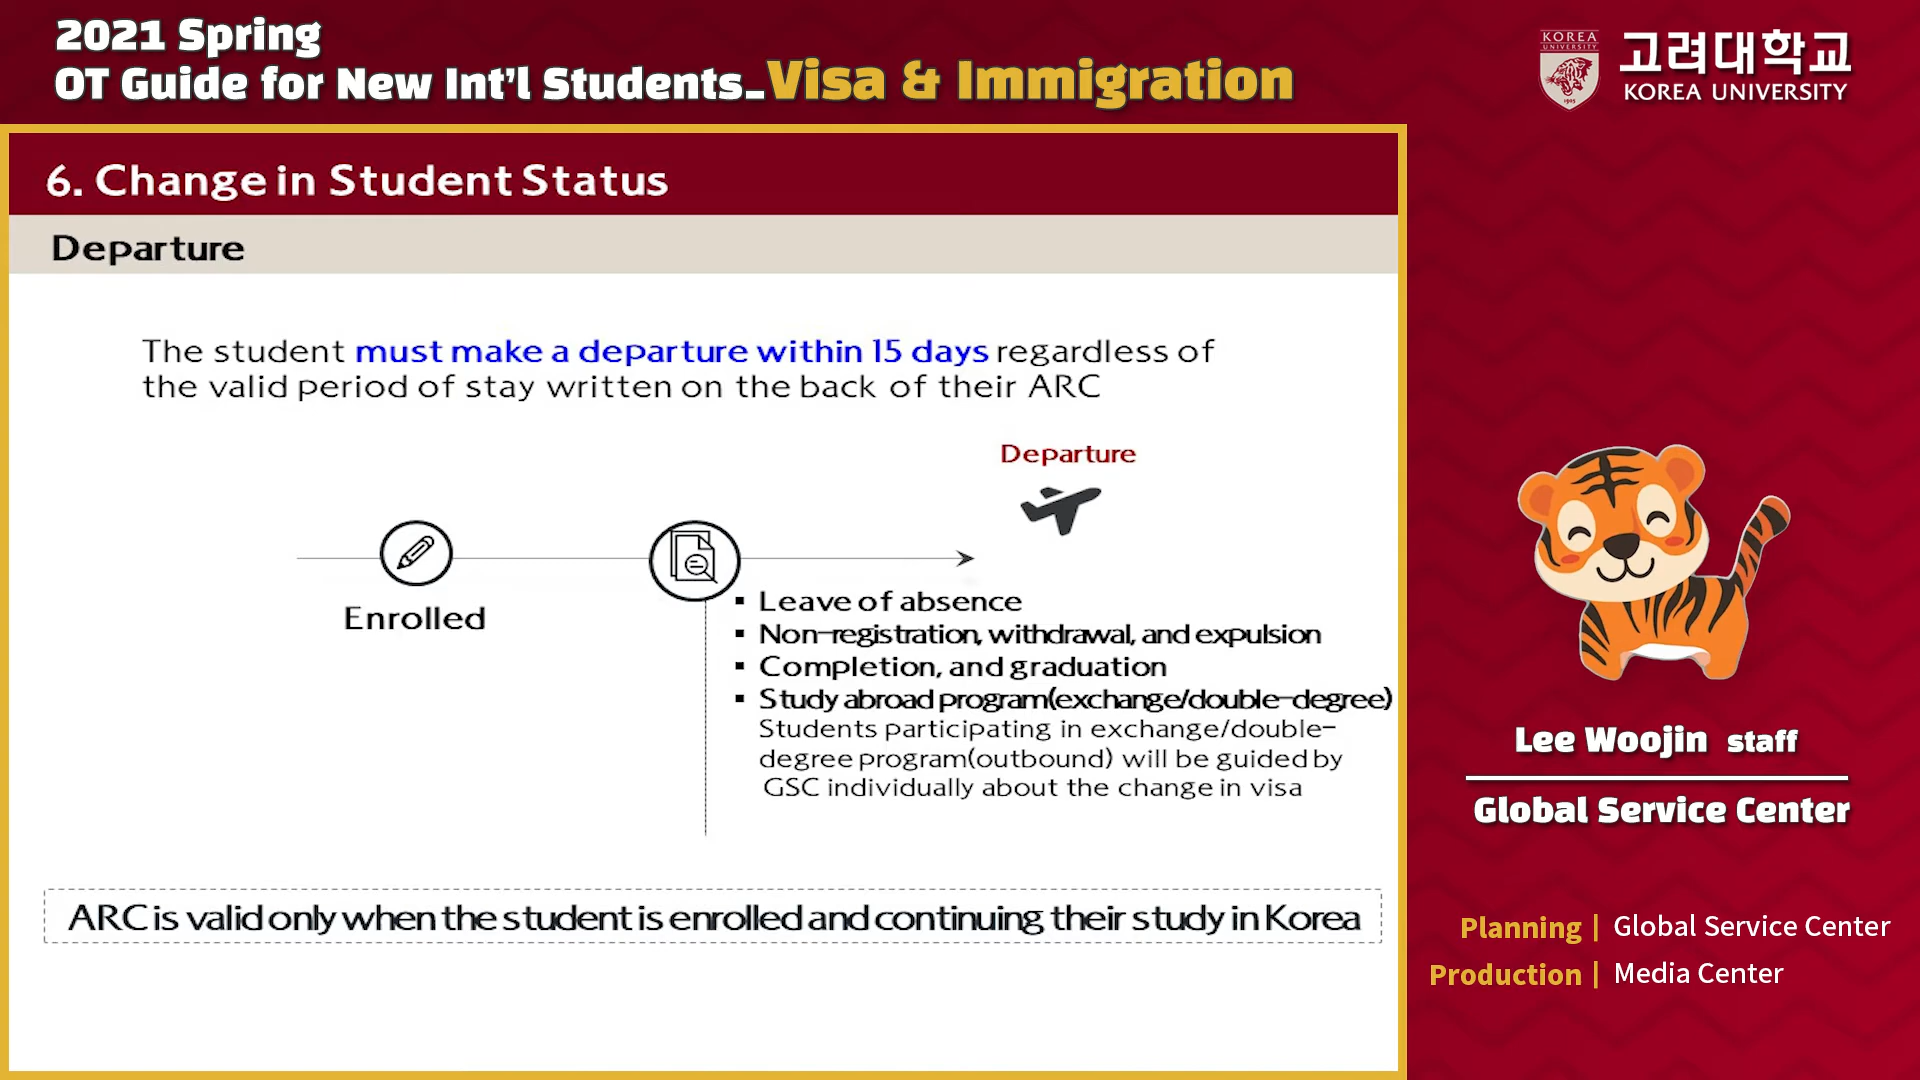 2021 Spring
OT Guide for New Int'l Students_Visa & Immigration
KOREA
UNIVERSITY
1905
고려대학교
KOREA UNIVERSITY
6. Change in Student Status
Departure
The student must make a departure within 15 days regardless of
the valid period of stay written on the back of their ARC
Departure
Enrolled
▪ Leave of absence
▪ Non-registration, withdrawal, and expulsion
▪ Completion, and graduation
▪ Study abroad program(exchange/double-degree)
Students participating in exchange/double-
degree program(outbound) will be guided by
GSC individually about the change in visa
ARC is valid only when the student is enrolled and continuing their study in Korea
Lee Woojin staff
Global Service Center
Planning | Global Service Center
Production | Media Center